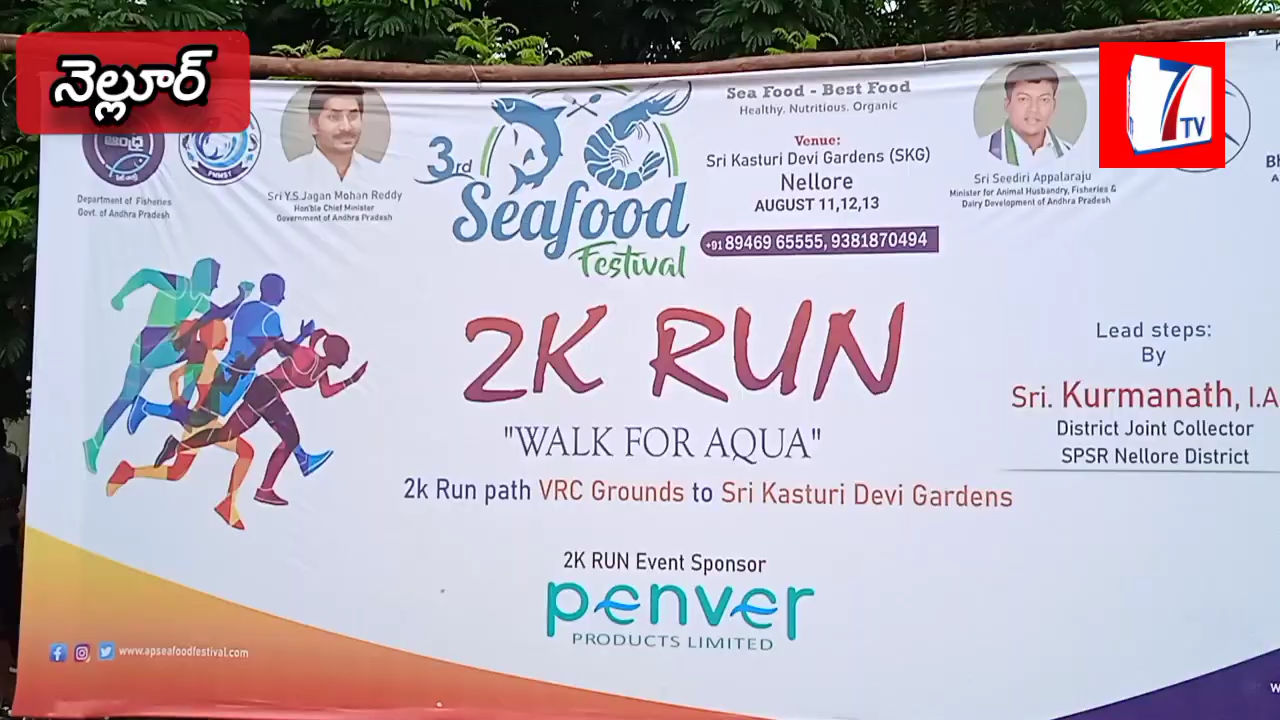 నెల్లూర్
7
TV
ఆంధ్ర
PMMSY
Department of Fisheries
Govt. of Andhra Pradesh
Sri Y.S.Jagan Mohan Reddy
Hon'ble Chief Minister
Government of Andhra Pradesh
3rd
Seafood
Festival
Sea Food - Best Food
Healthy, Nutritious, Organic
Venue:
Sri Kasturi Devi Gardens (SKG)
Nellore
AUGUST 11,12,13
+91 89469 65555, 9381870494
Sri Seediri Appalaraju
Minister for Animal Husbandry, Fisheries &
Dairy Development of Andhra Pradesh
2K RUN
"WALK FOR AQUA"
2k Run path VRC Grounds to Sri Kasturi Devi Gardens
Lead steps:
By
Sri. Kurmanath, I.A
District Joint Collector
SPSR Nellore District
2K RUN Event Sponsor
penver
PRODUCTS LIMITED
www.apseafoodfestival.com